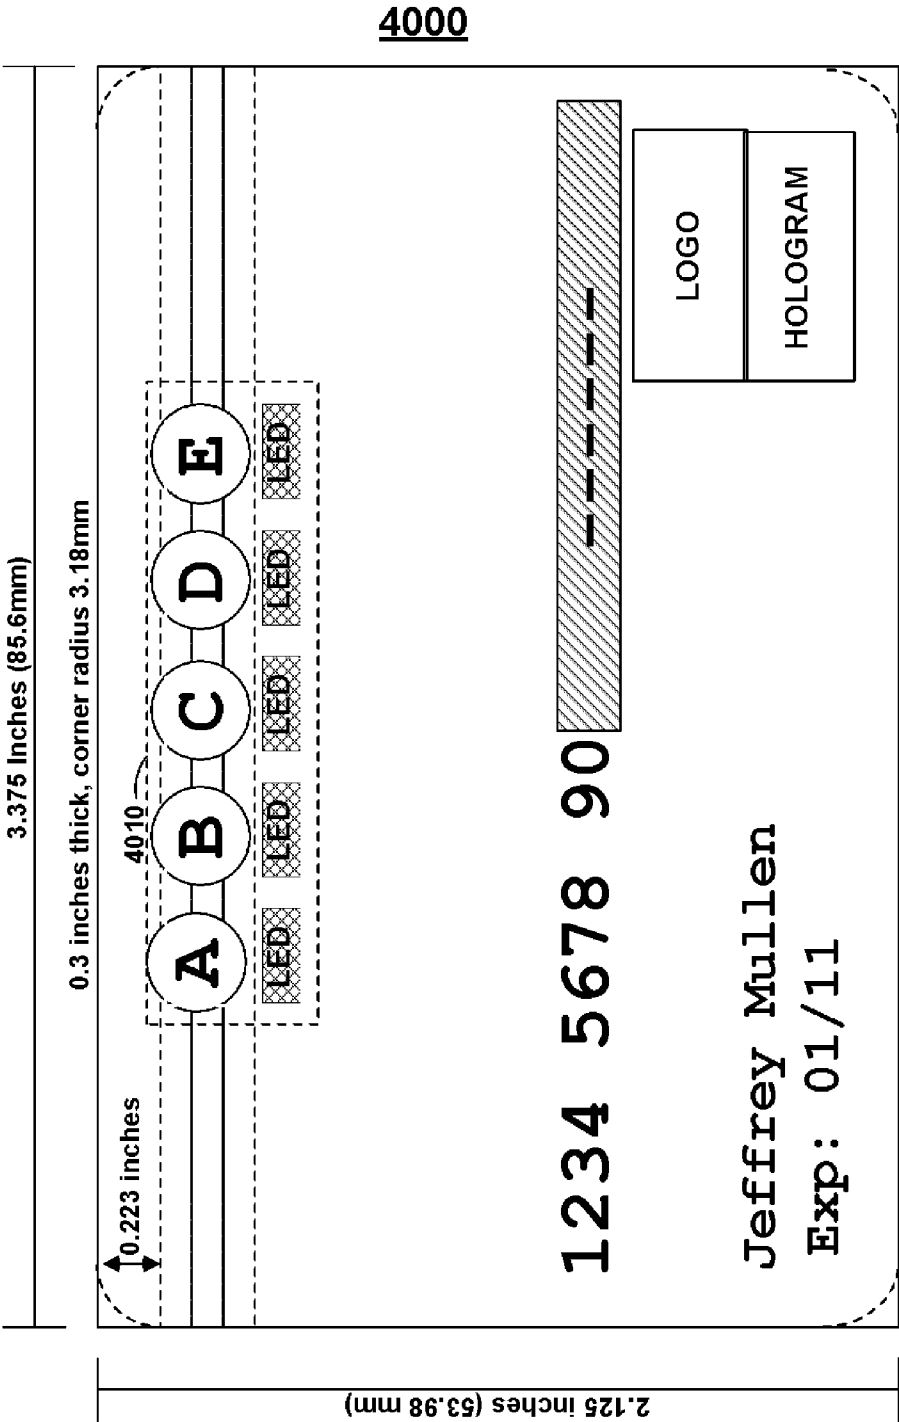 4000
3.375 Inches (85.6mm)
0.3 inches thick, corner radius 3.18mm
4010
0.223 inches
A B C D E
LED LED LED LED LED
1234 5678 90
LOGO
HOLOGRAM
Jeffrey Mullen
Exp: 01/11
2.125 inches (53.98 mm)